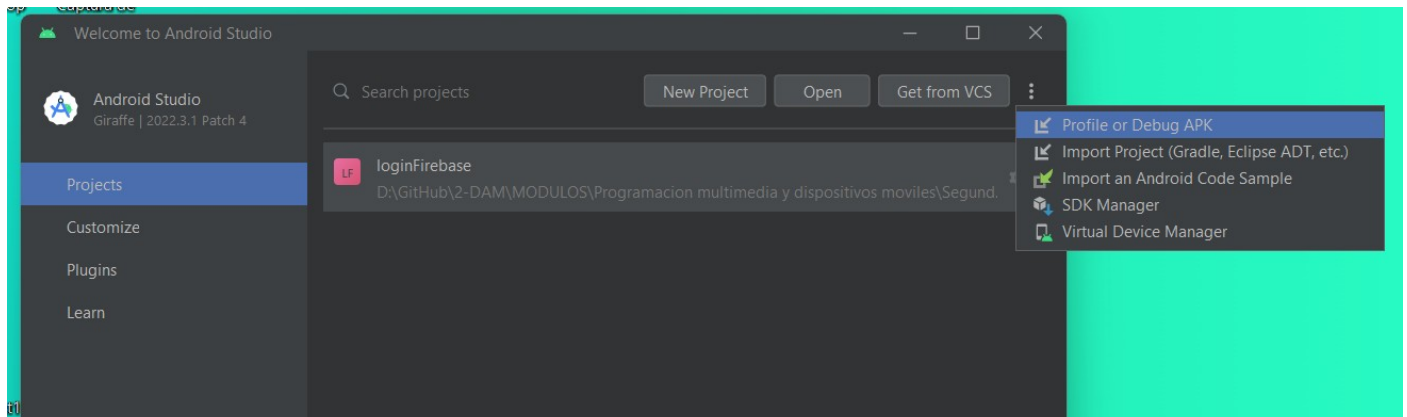 Captura de
Welcome to Android Studio
Android Studio
Giraffe | 2022.3.1 Patch 4
Search projects
New Project
Open
Get from VCS
Profile or Debug APK
Import Project (Gradle, Eclipse ADT, etc.)
Import an Android Code Sample
SDK Manager
Virtual Device Manager
LF
loginFirebase
D:\GitHub\2-DAM\MODULOS\Programacion multimedia y dispositivos moviles\Segund.
Projects
Customize
Plugins
Learn